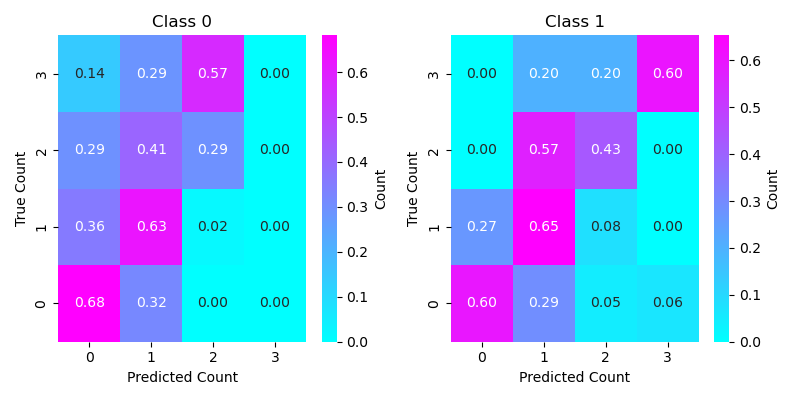 Class 0
True Count
3 0.14 0.29 0.57 0.00
2 0.29 0.41 0.29 0.00
1 0.36 0.63 0.02 0.00
0 0.68 0.32 0.00 0.00
0 1 2 3
Predicted Count
0.6
0.5
0.4
0.3
0.2
0.1
0.0
Count
Class 1
True Count
3 0.00 0.20 0.20 0.60
2 0.00 0.57 0.43 0.00
1 0.27 0.65 0.08 0.00
0 0.60 0.29 0.05 0.06
0 1 2 3
Predicted Count
0.6
0.5
0.4
0.3
0.2
0.1
0.0
Count